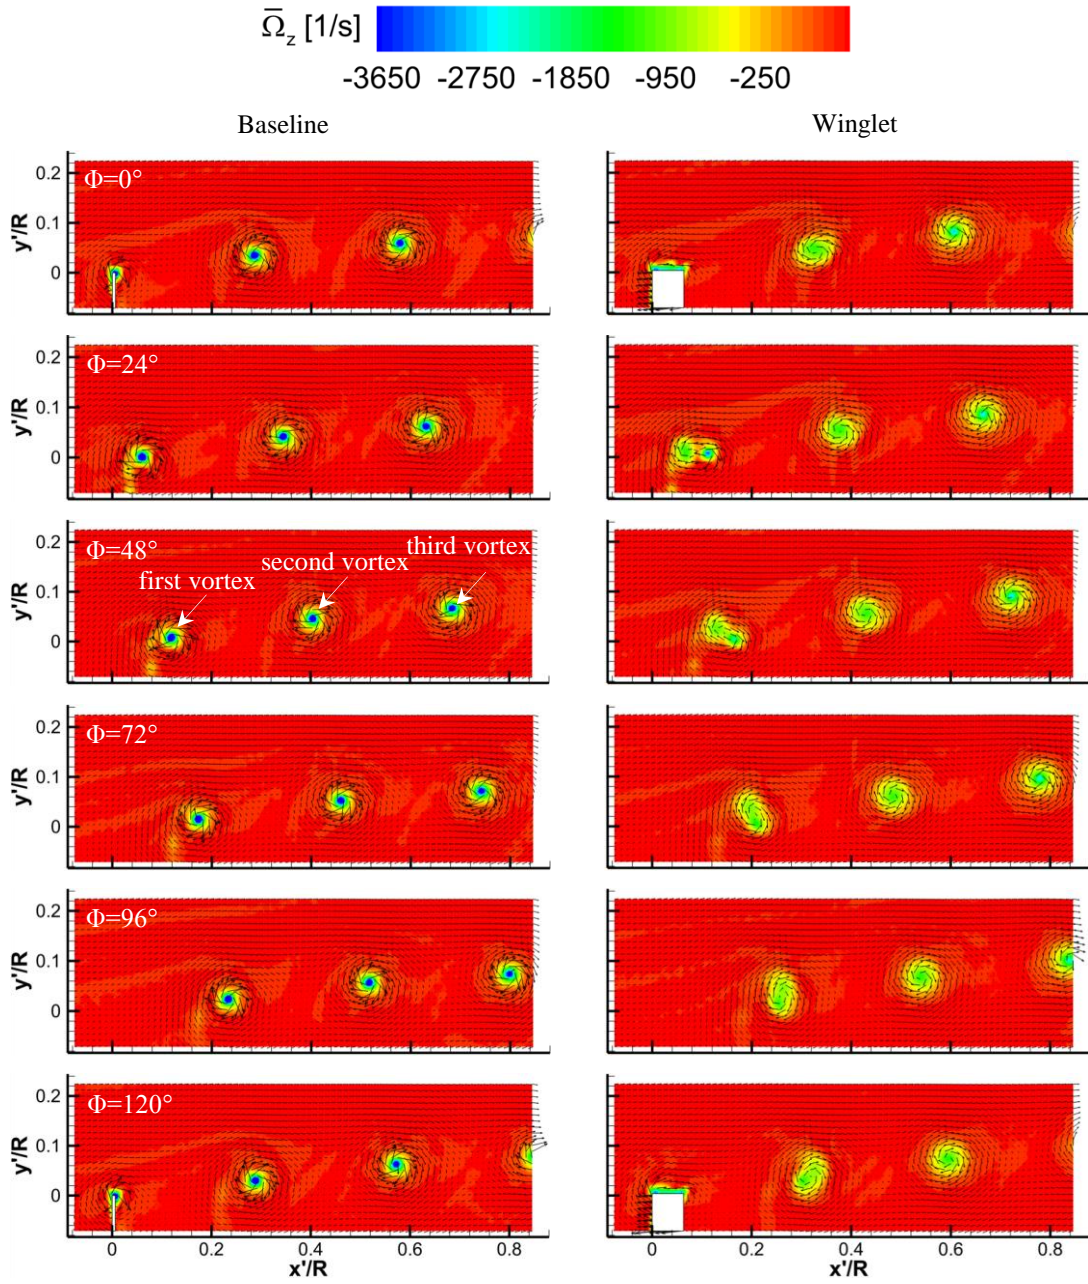 Ω̅z [1/s]
-3650 -2750 -1850 -950 -250
Baseline Winglet
Φ=0°
y'/R
0.2
0.1
0
y'/R
Φ=24°
y'/R
0.2
0.1
0
y'/R
Φ=48°
first vortex
second vortex
third vortex
y'/R
0.2
0.1
0
y'/R
Φ=72°
y'/R
0.2
0.1
0
y'/R
Φ=96°
y'/R
0.2
0.1
0
y'/R
Φ=120°
y'/R
0.2
0.1
0
y'/R
0 0.2 0.4 0.6 0.8 0 0.2 0.4 0.6 0.8
x'/R x'/R